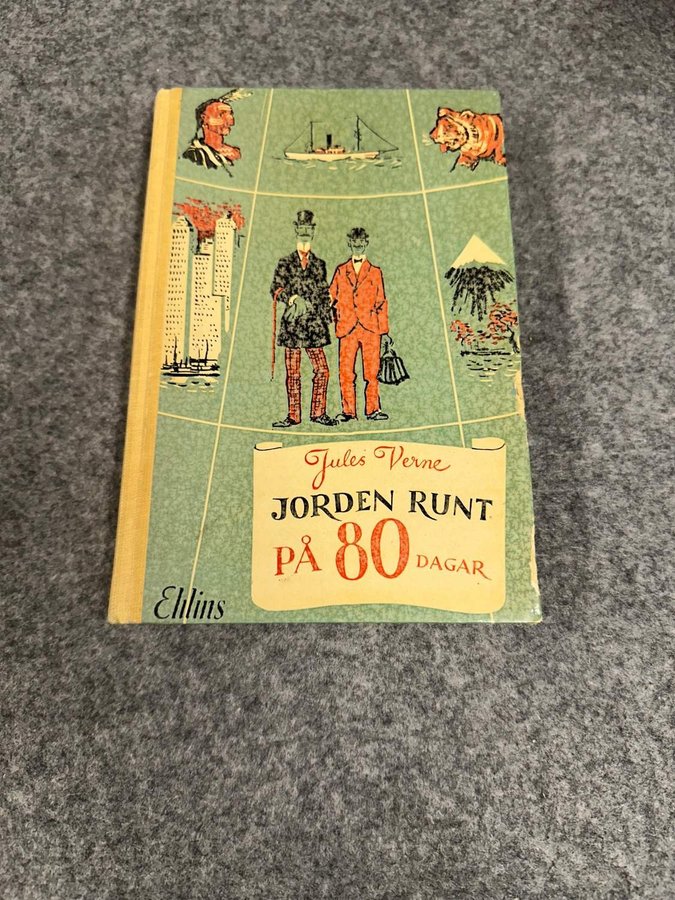 Jules Verne
JORDEN RUNT
PÅ 80 DAGAR
Ehlins